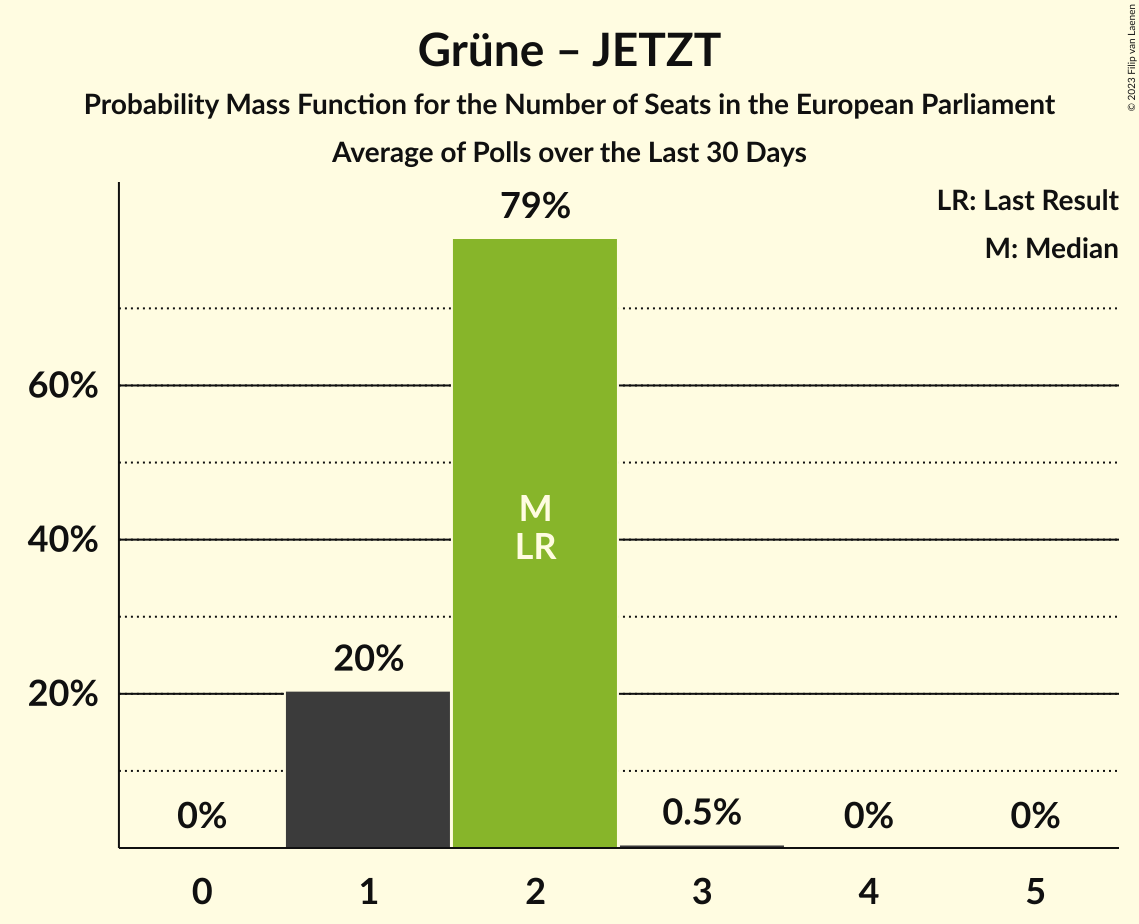 Grüne – JETZT
Probability Mass Function for the Number of Seats in the European Parliament
Average of Polls over the Last 30 Days
© 2023 Filip van Laenen
LR: Last Result
M: Median
79%
60%
M
40%
LR
20%
20%
0%
0.5%
0%
0%
0 1 2 3 4 5